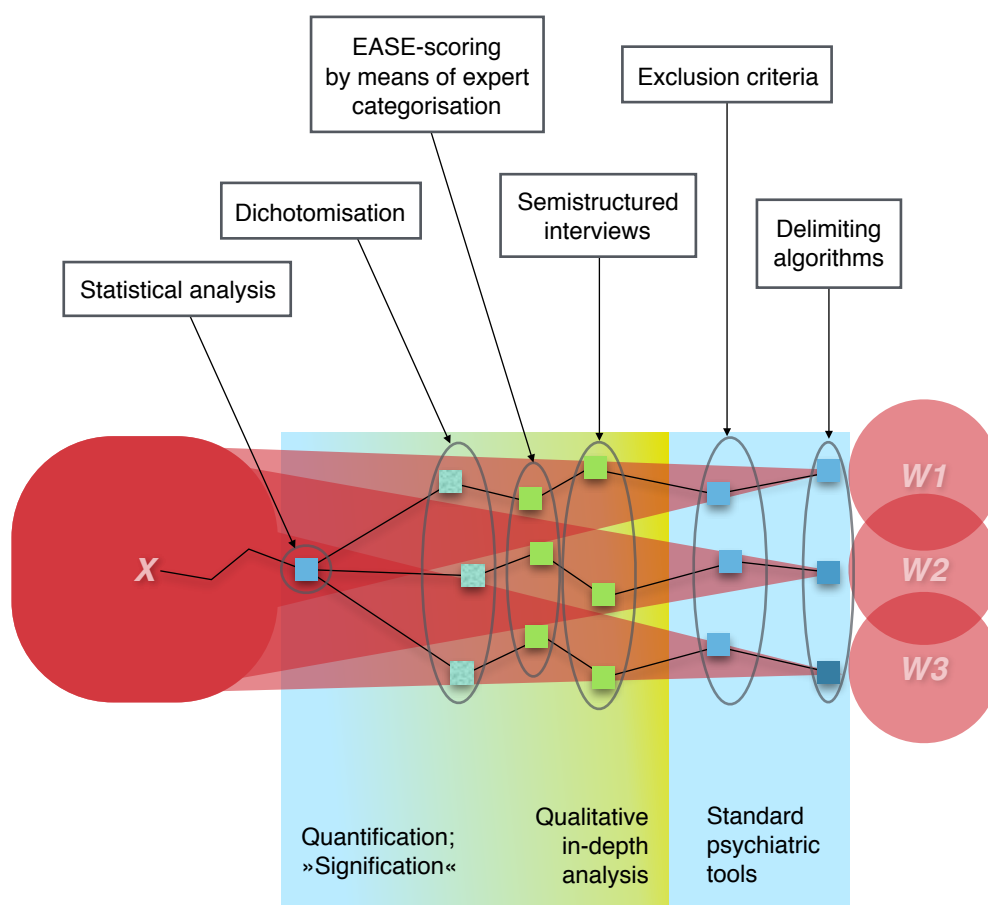 EASE-scoring
by means of expert
categorisation
Exclusion criteria
Dichotomisation
Semistructured
interviews
Delimiting
algorithms
Statistical analysis
W1
X
W2
W3
Quantification;
»Signification«
Qualitative
in-depth
analysis
Standard
psychiatric
tools